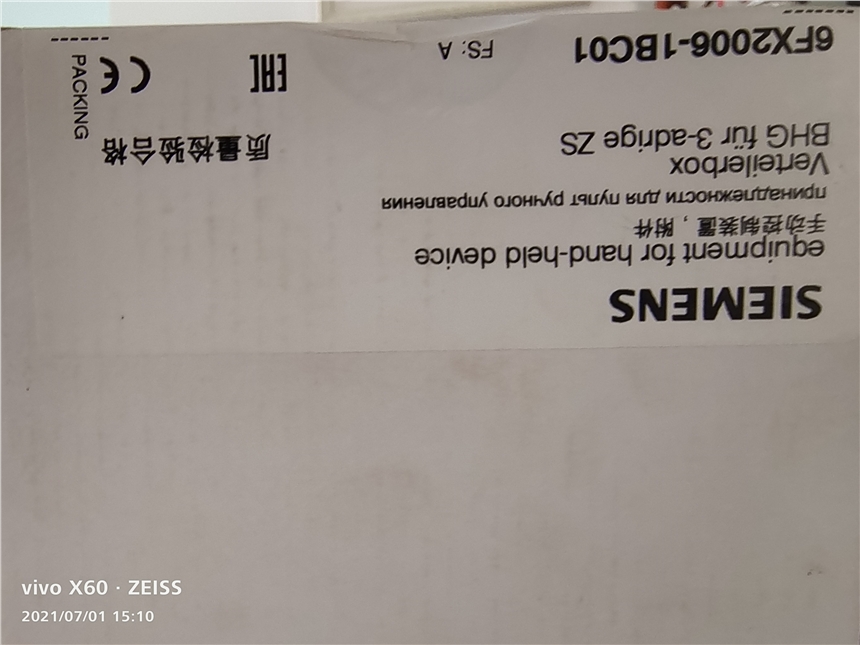 SIEMENS
equipment for hand-held device
手动控制装置，附件
принадлежности для пульт ручного управления
Verteilerbox
BHG für 3-adrige ZS
质量检验合格
6FX2006-1BC01
FS: A
EAC
CE
PACKING
vivo X60 · ZEISS
2021/07/01 15:10